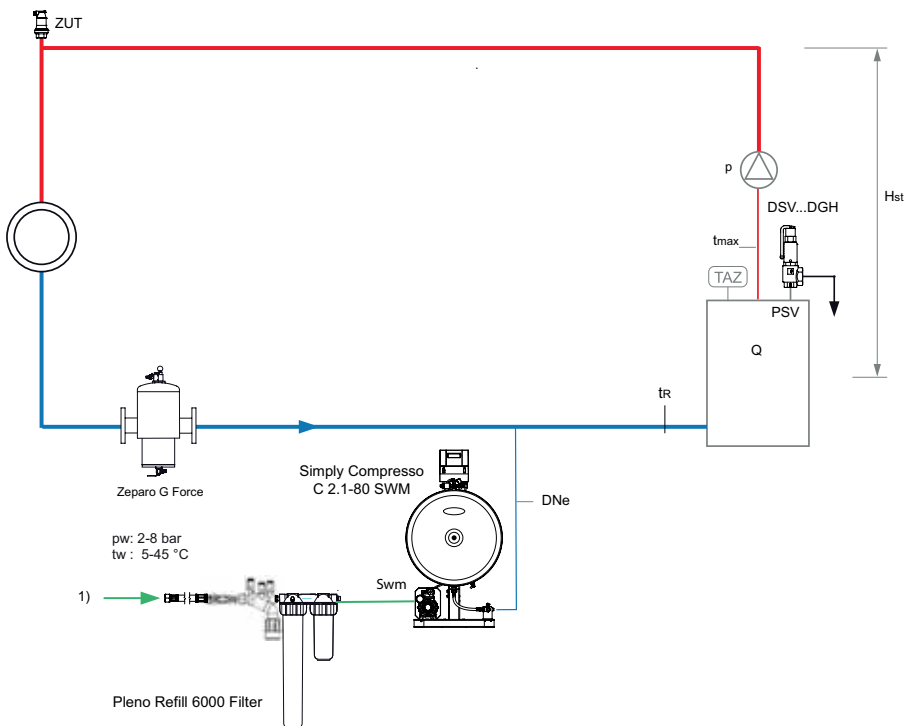 ZUT
p
Hst
DSV...DGH
tmax
TAZ
PSV
Q
tR
Zeparo G Force
Simply Compresso
C 2.1-80 SWM
DNe
pw: 2-8 bar
tw : 5-45 °C
Swm
1)
Pleno Refill 6000 Filter